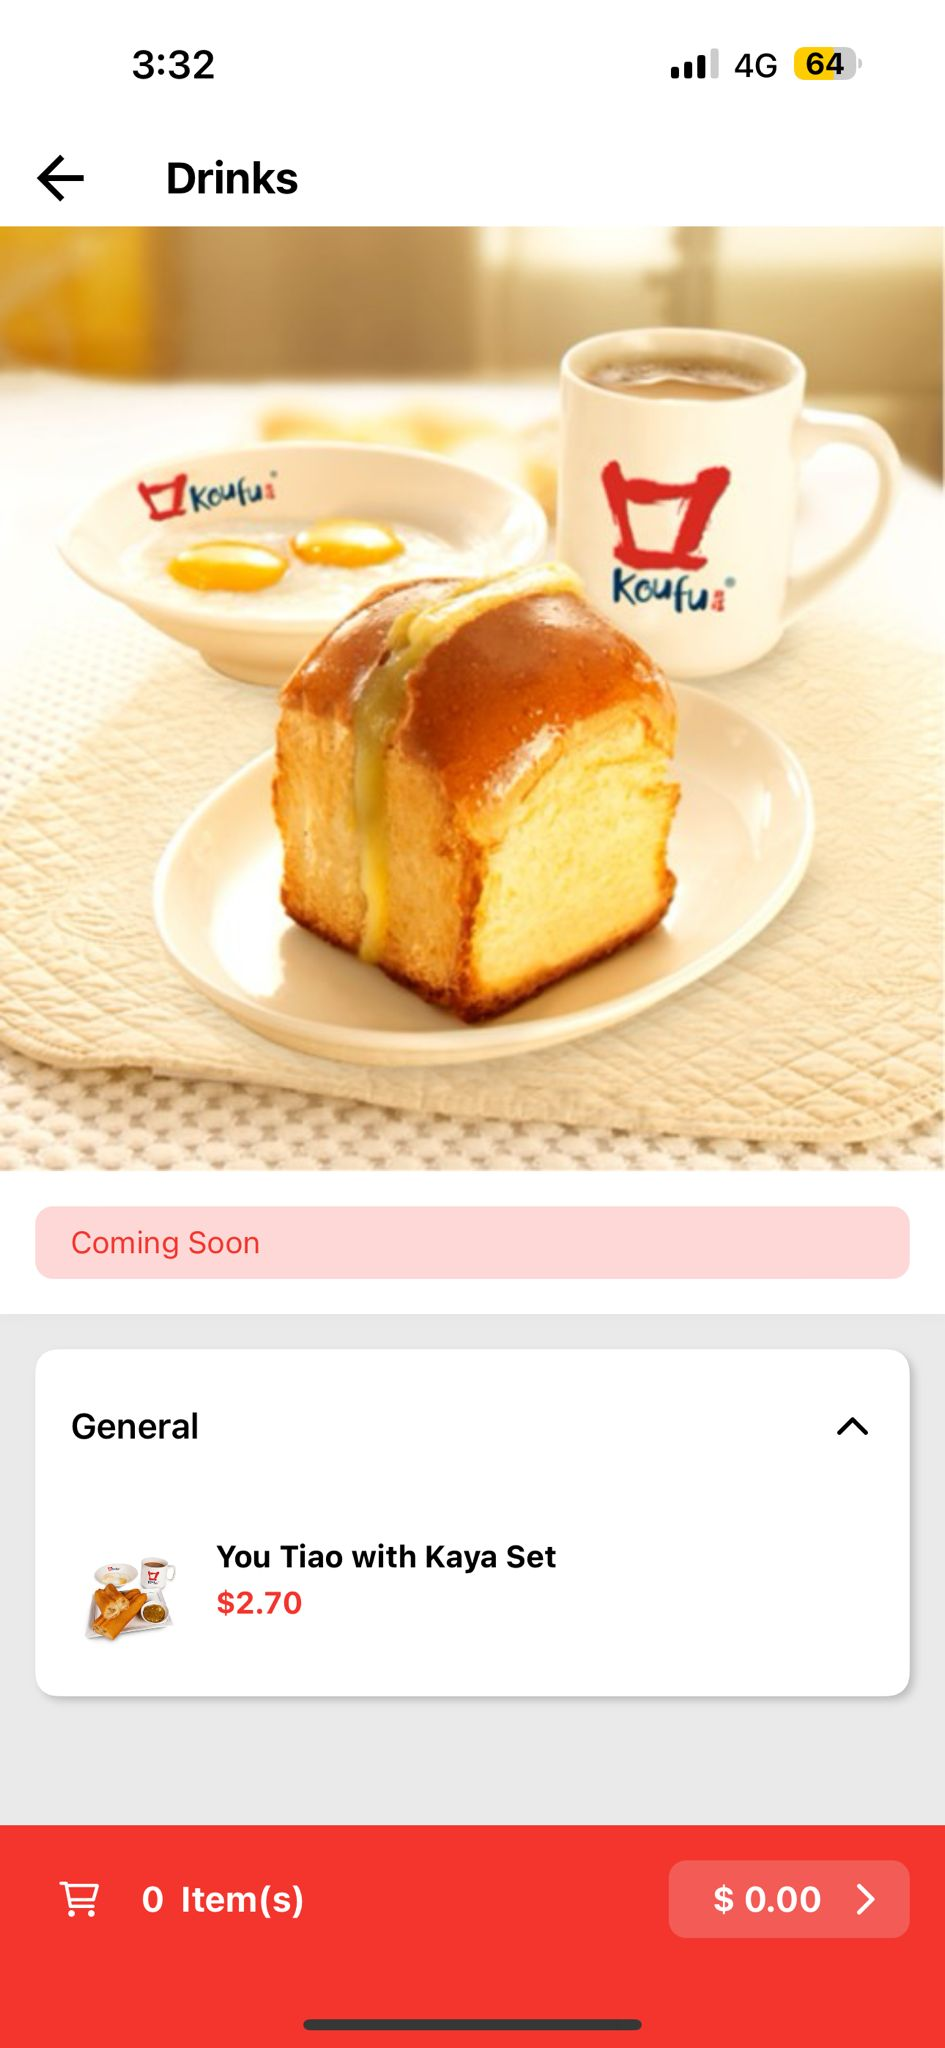 3:32
4G
64
Drinks
Koufu
Koufu
Coming Soon
General
You Tiao with Kaya Set
$2.70
0 Item(s)
$ 0.00